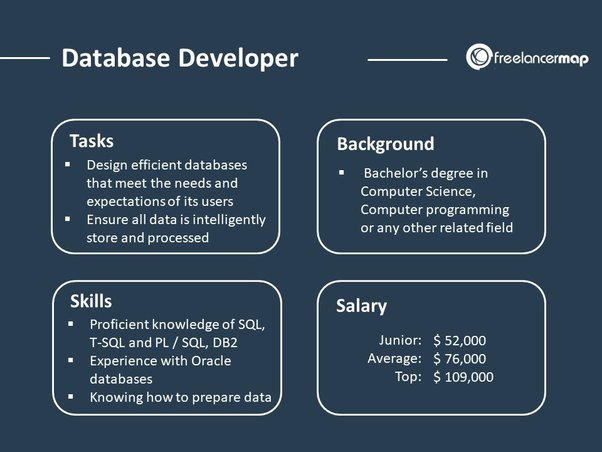 Database Developer
freelancermap
Tasks
▪ Design efficient databases
that meet the needs and
expectations of its users
▪ Ensure all data is intelligently
store and processed
Background
▪ Bachelor’s degree in
Computer Science,
Computer programming
or any other related field
Skills
▪ Proficient knowledge of SQL,
T-SQL and PL / SQL, DB2
▪ Experience with Oracle
databases
▪ Knowing how to prepare data
Salary
Junior: $ 52,000
Average: $ 76,000
Top: $ 109,000